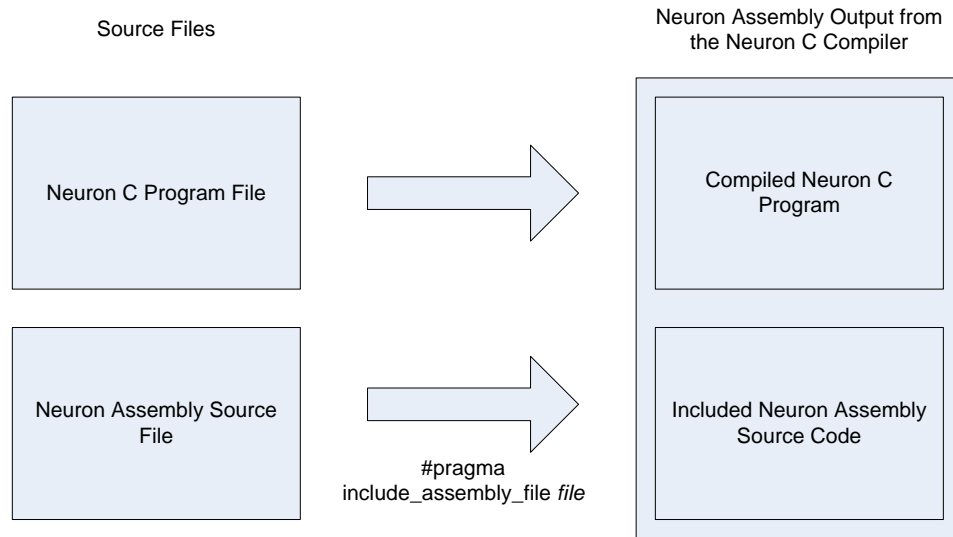 Source Files
Neuron Assembly Output from
the Neuron C Compiler
Neuron C Program File
Compiled Neuron C
Program
Neuron Assembly Source
File
#pragma
include_assembly_file file
Included Neuron Assembly
Source Code